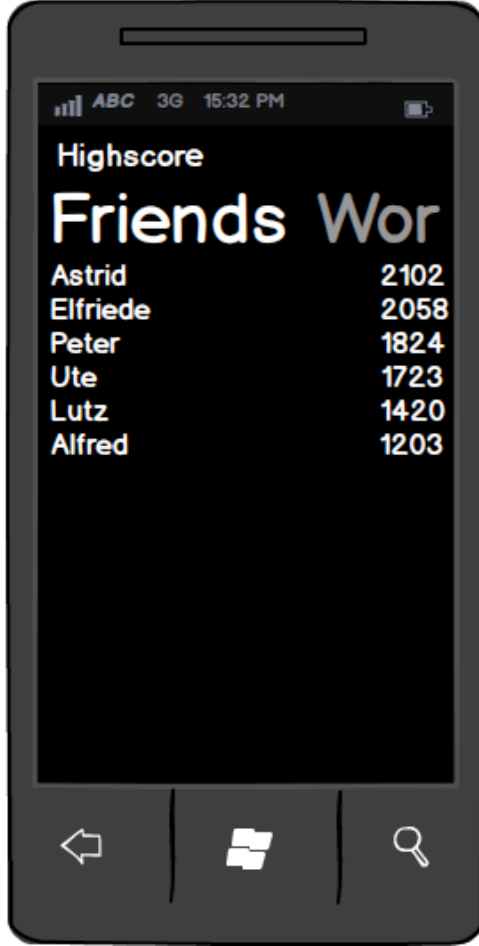 ABC 3G 15:32 PM
Highscore
Friends Wor
Astrid 2102
Elfriede 2058
Peter 1824
Ute 1723
Lutz 1420
Alfred 1203